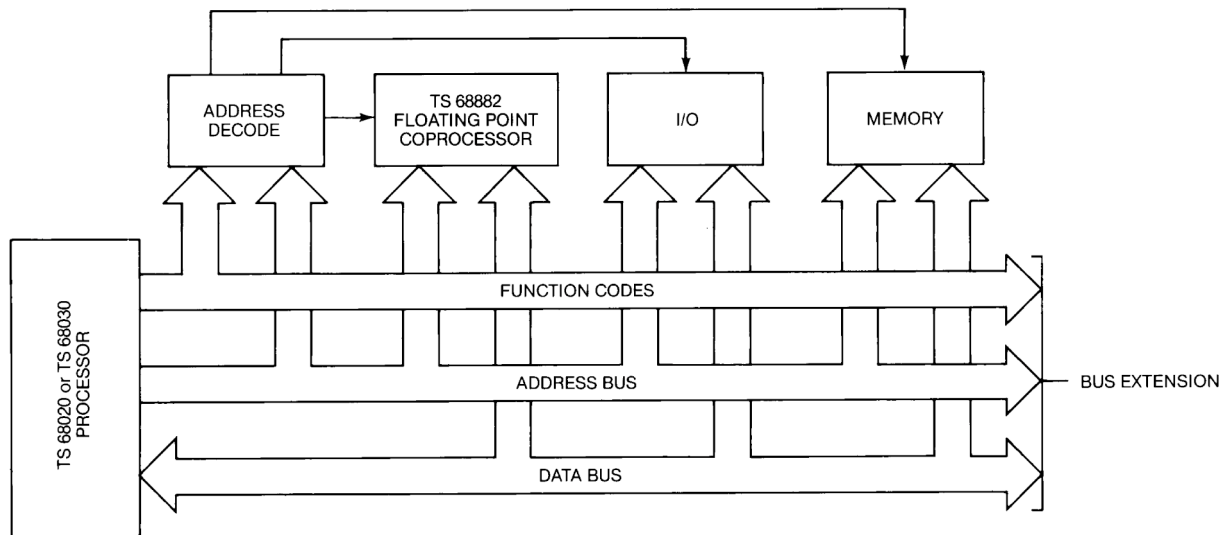 ADDRESS
DECODE
TS 68882
FLOATING POINT
COPROCESSOR
I/O
MEMORY
TS 68020 or TS 68030
PROCESSOR
FUNCTION CODES
ADDRESS BUS
BUS EXTENSION
DATA BUS